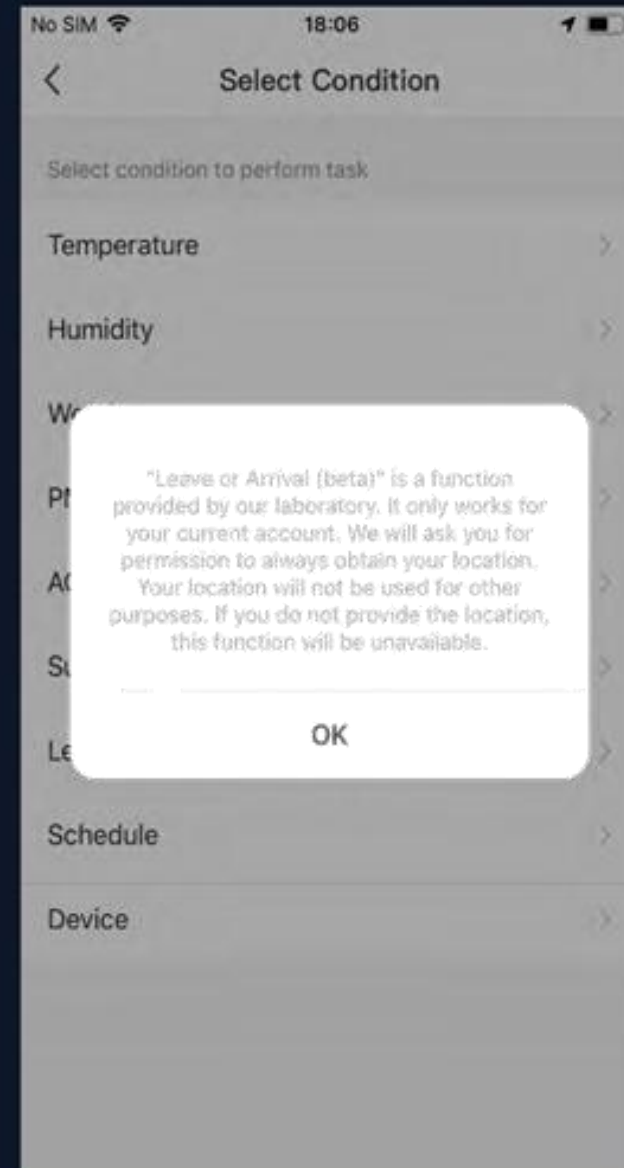 No SIM 18:06
Select Condition
Select condition to perform task
Temperature
Humidity
"Leave or Arrival (beta)" is a function
provided by our laboratory. It only works for
your current account. We will ask you for
permission to always obtain your location.
Your location will not be used for other
purposes. If you do not provide the location,
this function will be unavailable.
OK
Schedule
Device